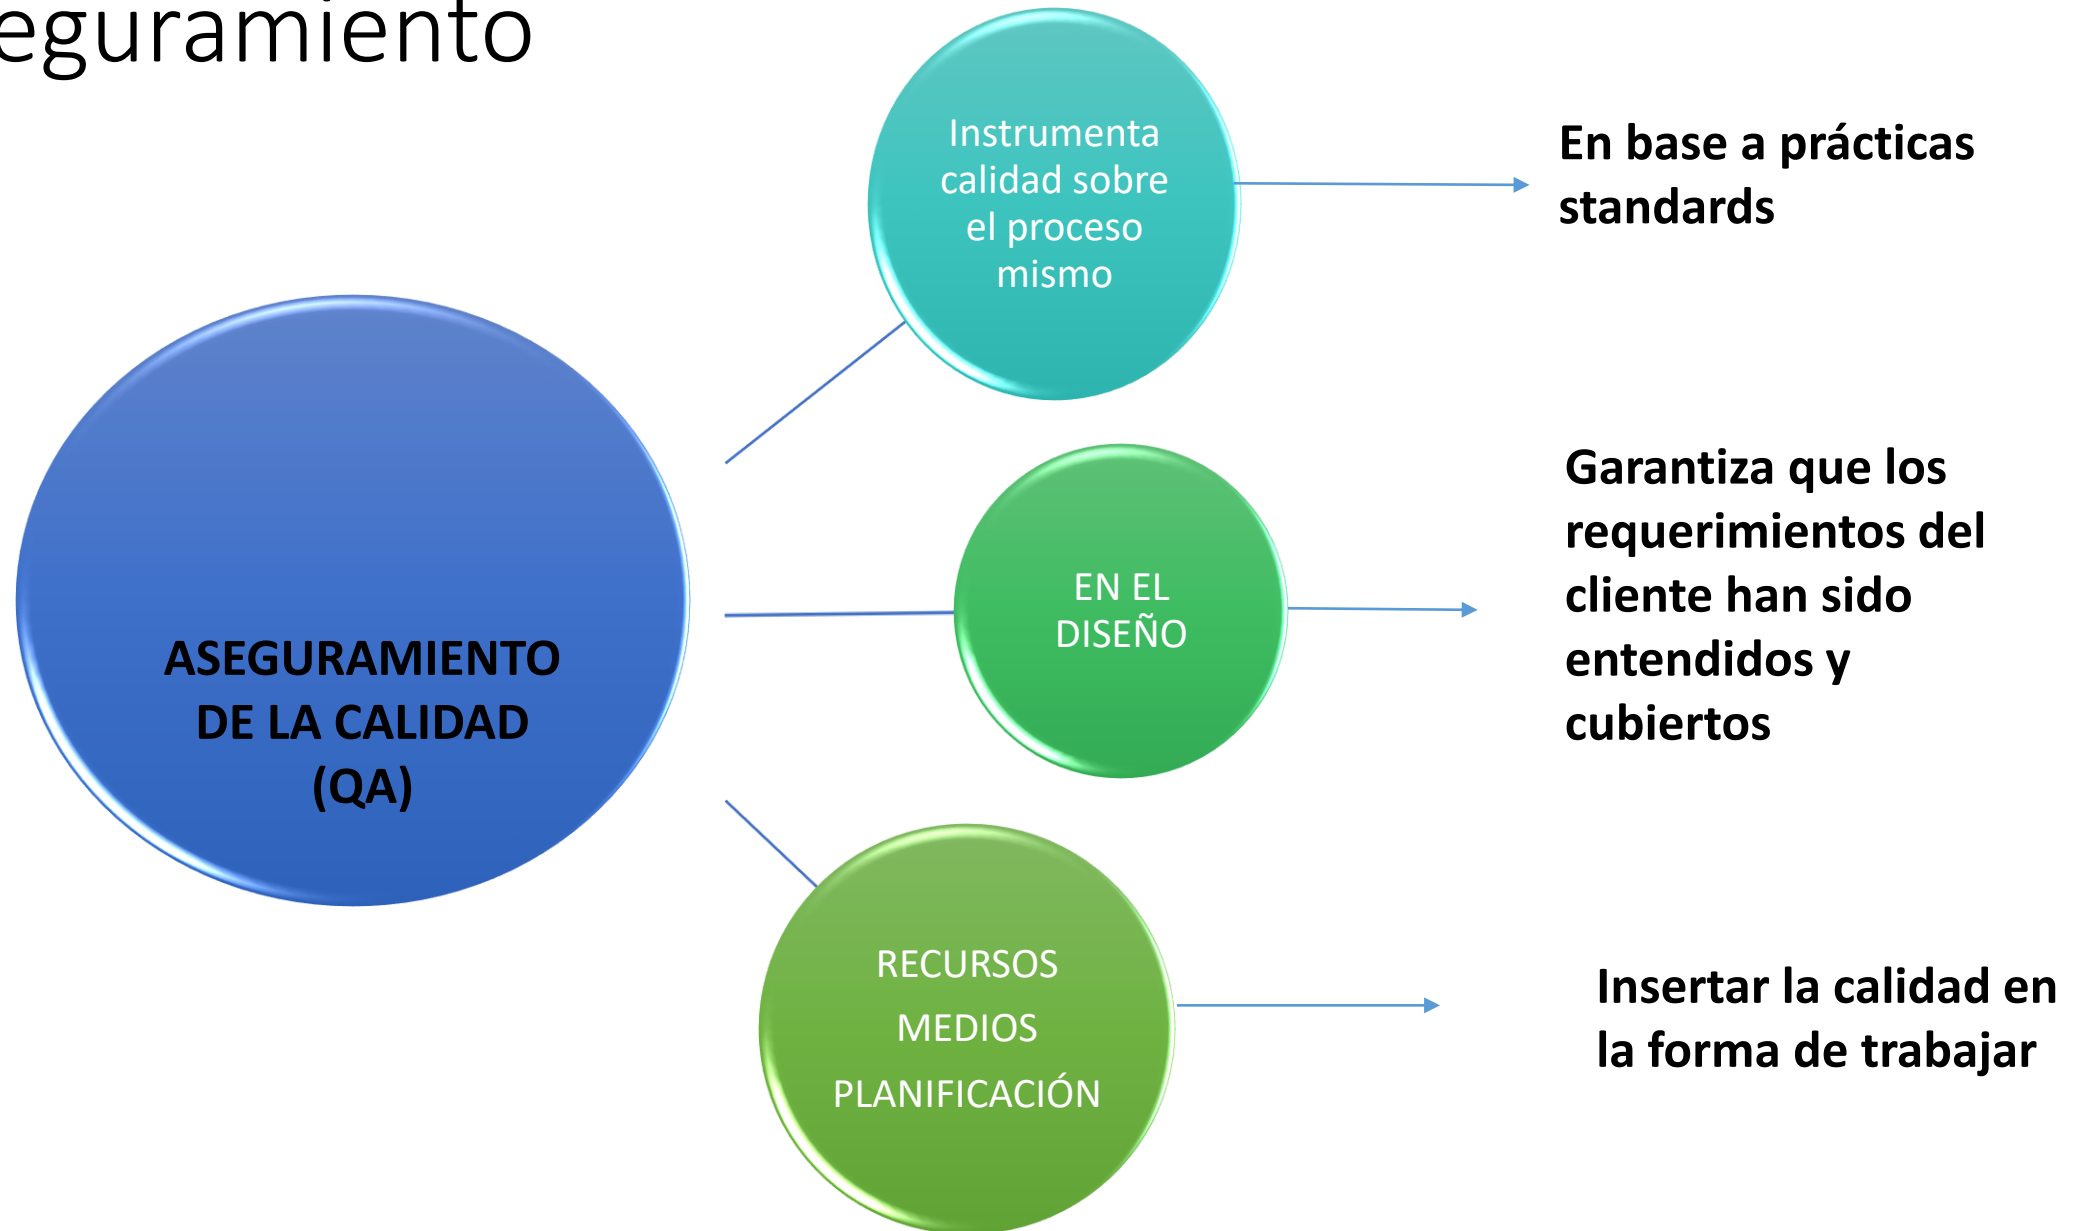 eguramiento
Instrumenta
calidad sobre
el proceso
mismo
En base a prácticas
standards
ASEGURAMIENTO
DE LA CALIDAD
(QA)
EN EL
DISEÑO
Garantiza que los
requerimientos del
cliente han sido
entendidos y
cubiertos
RECURSOS
MEDIOS
PLANIFICACIÓN
Insertar la calidad en
la forma de trabajar